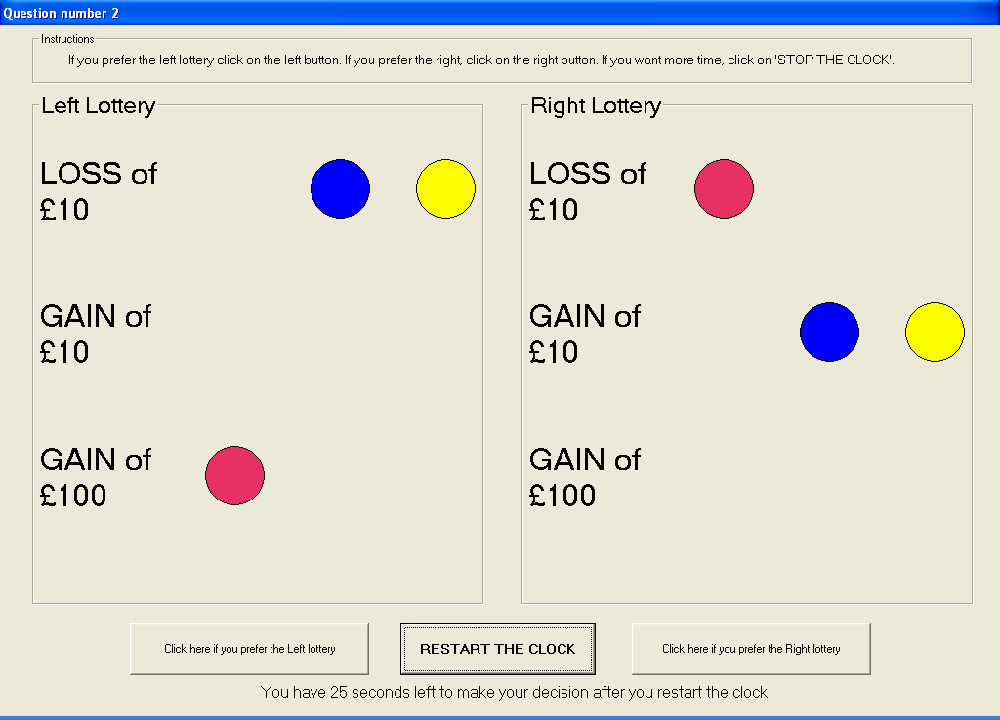 Question number 2
Instructions
If you prefer the left lottery click on the left button. If you prefer the right, click on the right button. If you want more time, click on 'STOP THE CLOCK'.
Left Lottery
LOSS of
£10
GAIN of
£10
GAIN of
£100
Right Lottery
LOSS of
£10
GAIN of
£10
GAIN of
£100
Click here if you prefer the Left lottery
RESTART THE CLOCK
Click here if you prefer the Right lottery
You have 25 seconds left to make your decision after you restart the clock